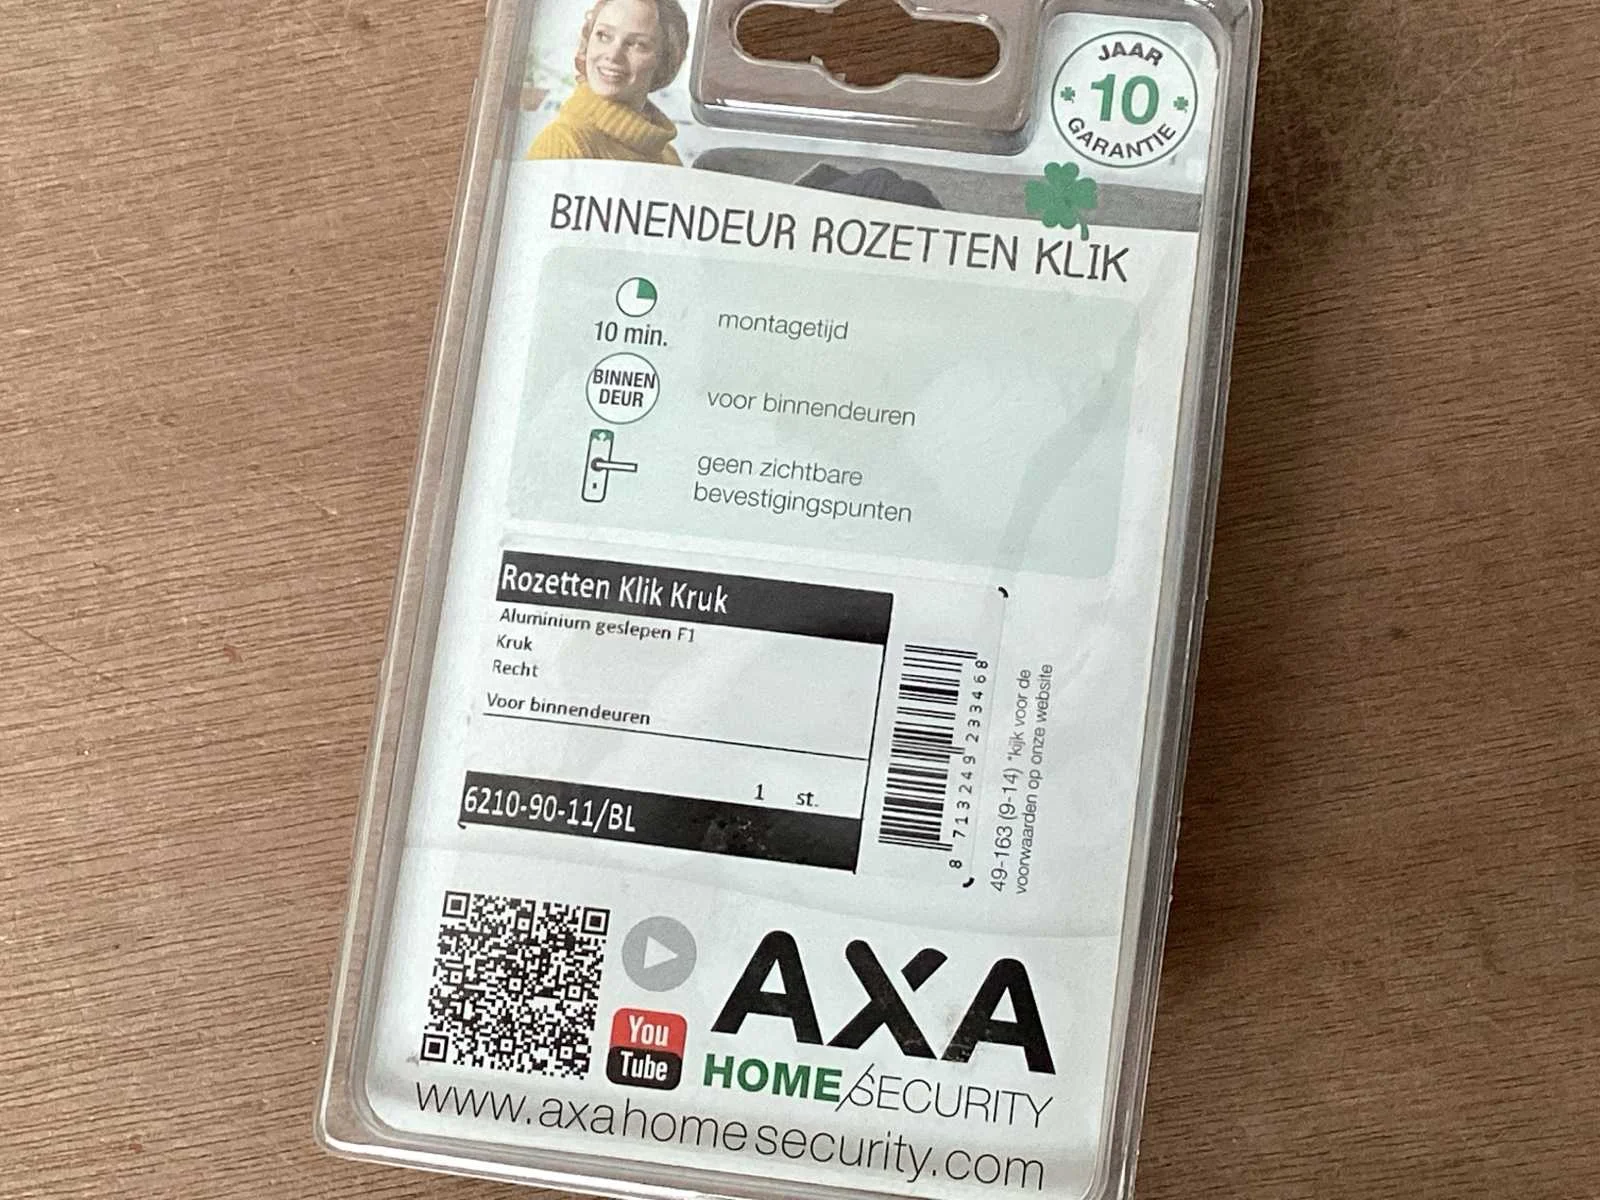 JAAR
10
GARANTIE
BINNENDEUR ROZETTEN KLIK
10 min.
montagetijd
BINNEN
DEUR
voor binnendeuren
geen zichtbare
bevestigingspunten
Rozetten Klik Kruk
Aluminium geslepen F1
Kruk
Recht
Voor binnendeuren
1 st.
6210-90-11/BL
8 713249 233468
49-163 (9-14) *kijk voor de
voorwaarden op onze website
You
Tube
AXA
HOME/SECURITY
www.axahomesecurity.com